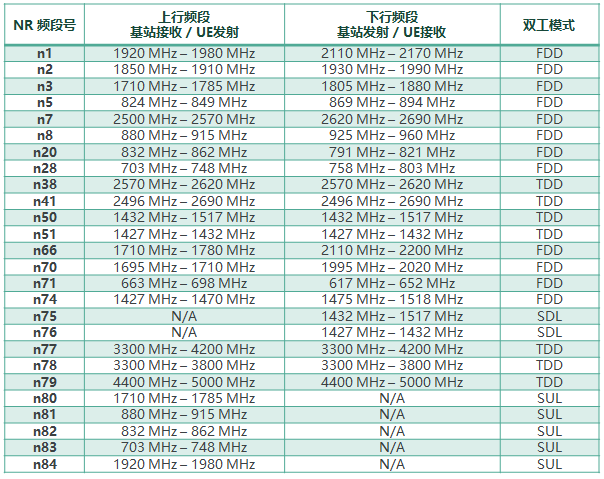 NR 频段号 上行频段 下行频段 双工模式
基站接收 / UE发射 基站发射 / UE接收
n1 1920 MHz – 1980 MHz 2110 MHz – 2170 MHz FDD
n2 1850 MHz – 1910 MHz 1930 MHz – 1990 MHz FDD
n3 1710 MHz – 1785 MHz 1805 MHz – 1880 MHz FDD
n5 824 MHz – 849 MHz 869 MHz – 894 MHz FDD
n7 2500 MHz – 2570 MHz 2620 MHz – 2690 MHz FDD
n8 880 MHz – 915 MHz 925 MHz – 960 MHz FDD
n20 832 MHz – 862 MHz 791 MHz – 821 MHz FDD
n28 703 MHz – 748 MHz 758 MHz – 803 MHz FDD
n38 2570 MHz – 2620 MHz 2570 MHz – 2620 MHz TDD
n41 2496 MHz – 2690 MHz 2496 MHz – 2690 MHz TDD
n50 1432 MHz – 1517 MHz 1432 MHz – 1517 MHz TDD
n51 1427 MHz – 1432 MHz 1427 MHz – 1432 MHz TDD
n66 1710 MHz – 1780 MHz 2110 MHz – 2200 MHz FDD
n70 1695 MHz – 1710 MHz 1995 MHz – 2020 MHz FDD
n71 663 MHz – 698 MHz 617 MHz – 652 MHz FDD
n74 1427 MHz – 1470 MHz 1475 MHz – 1518 MHz FDD
n75 N/A 1432 MHz – 1517 MHz SDL
n76 N/A 1427 MHz – 1432 MHz SDL
n77 3300 MHz – 4200 MHz 3300 MHz – 4200 MHz TDD
n78 3300 MHz – 3800 MHz 3300 MHz – 3800 MHz TDD
n79 4400 MHz – 5000 MHz 4400 MHz – 5000 MHz TDD
n80 1710 MHz – 1785 MHz N/A SUL
n81 880 MHz – 915 MHz N/A SUL
n82 832 MHz – 862 MHz N/A SUL
n83 703 MHz – 748 MHz N/A SUL
n84 1920 MHz – 1980 MHz N/A SUL